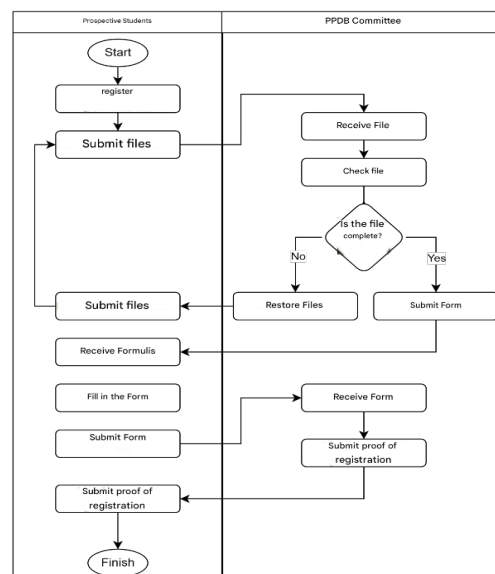 Prospective Students
PPDB Committee
Start
register
Submit files
Receive File
Check file
Is the file
complete?
No
Yes
Submit files
Restore Files
Submit Form
Receive Formulis
Fill in the Form
Receive Form
Submit Form
Submit proof of
registration
Submit proof of
registration
Finish